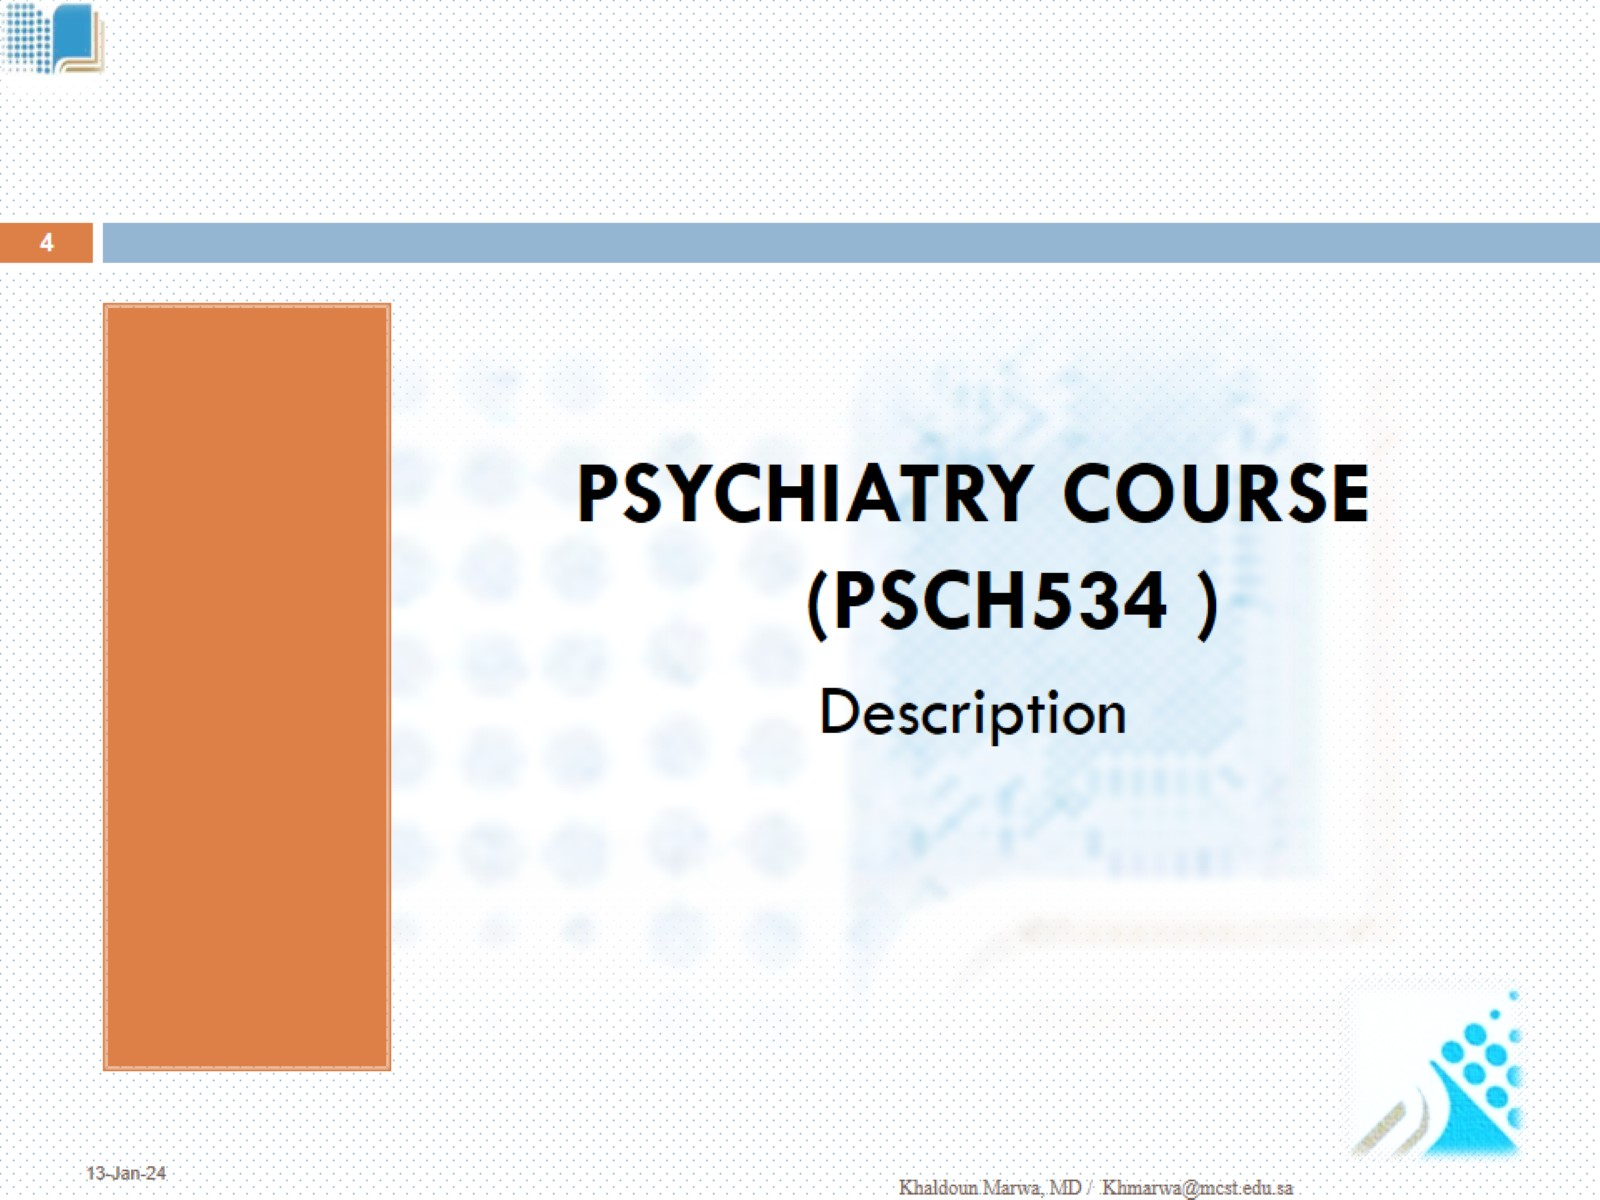 4
PSYCHIATRY COURSE
(PSCH534 )
Description
13-Jan-24
Khaldoun Marwa, MD / Khmarwa@mcst.edu.sa